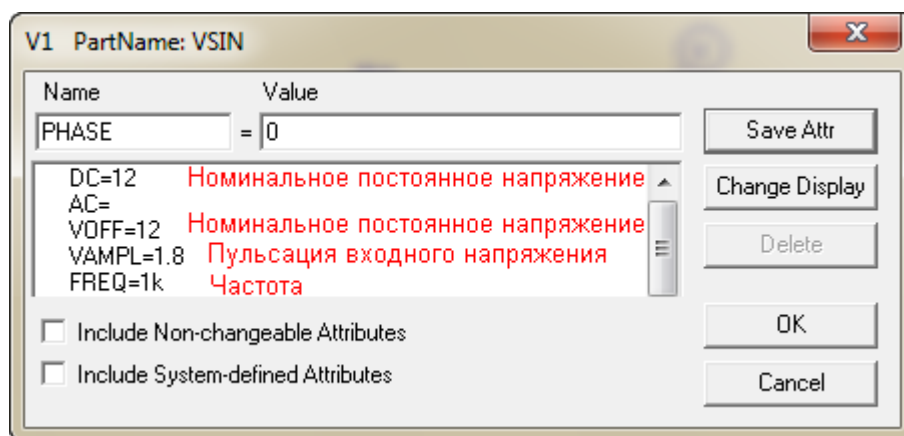 V1 PartName: VSIN
Name Value
PHASE = 0
Save Attr
DC=12 Номинальное постоянное напряжение
Change Display
AC=
VOFF=12 Номинальное постоянное напряжение
VAMPL=1.8 Пульсация входного напряжения
Delete
FREQ=1k Частота
Include Non-changeable Attributes
OK
Include System-defined Attributes
Cancel